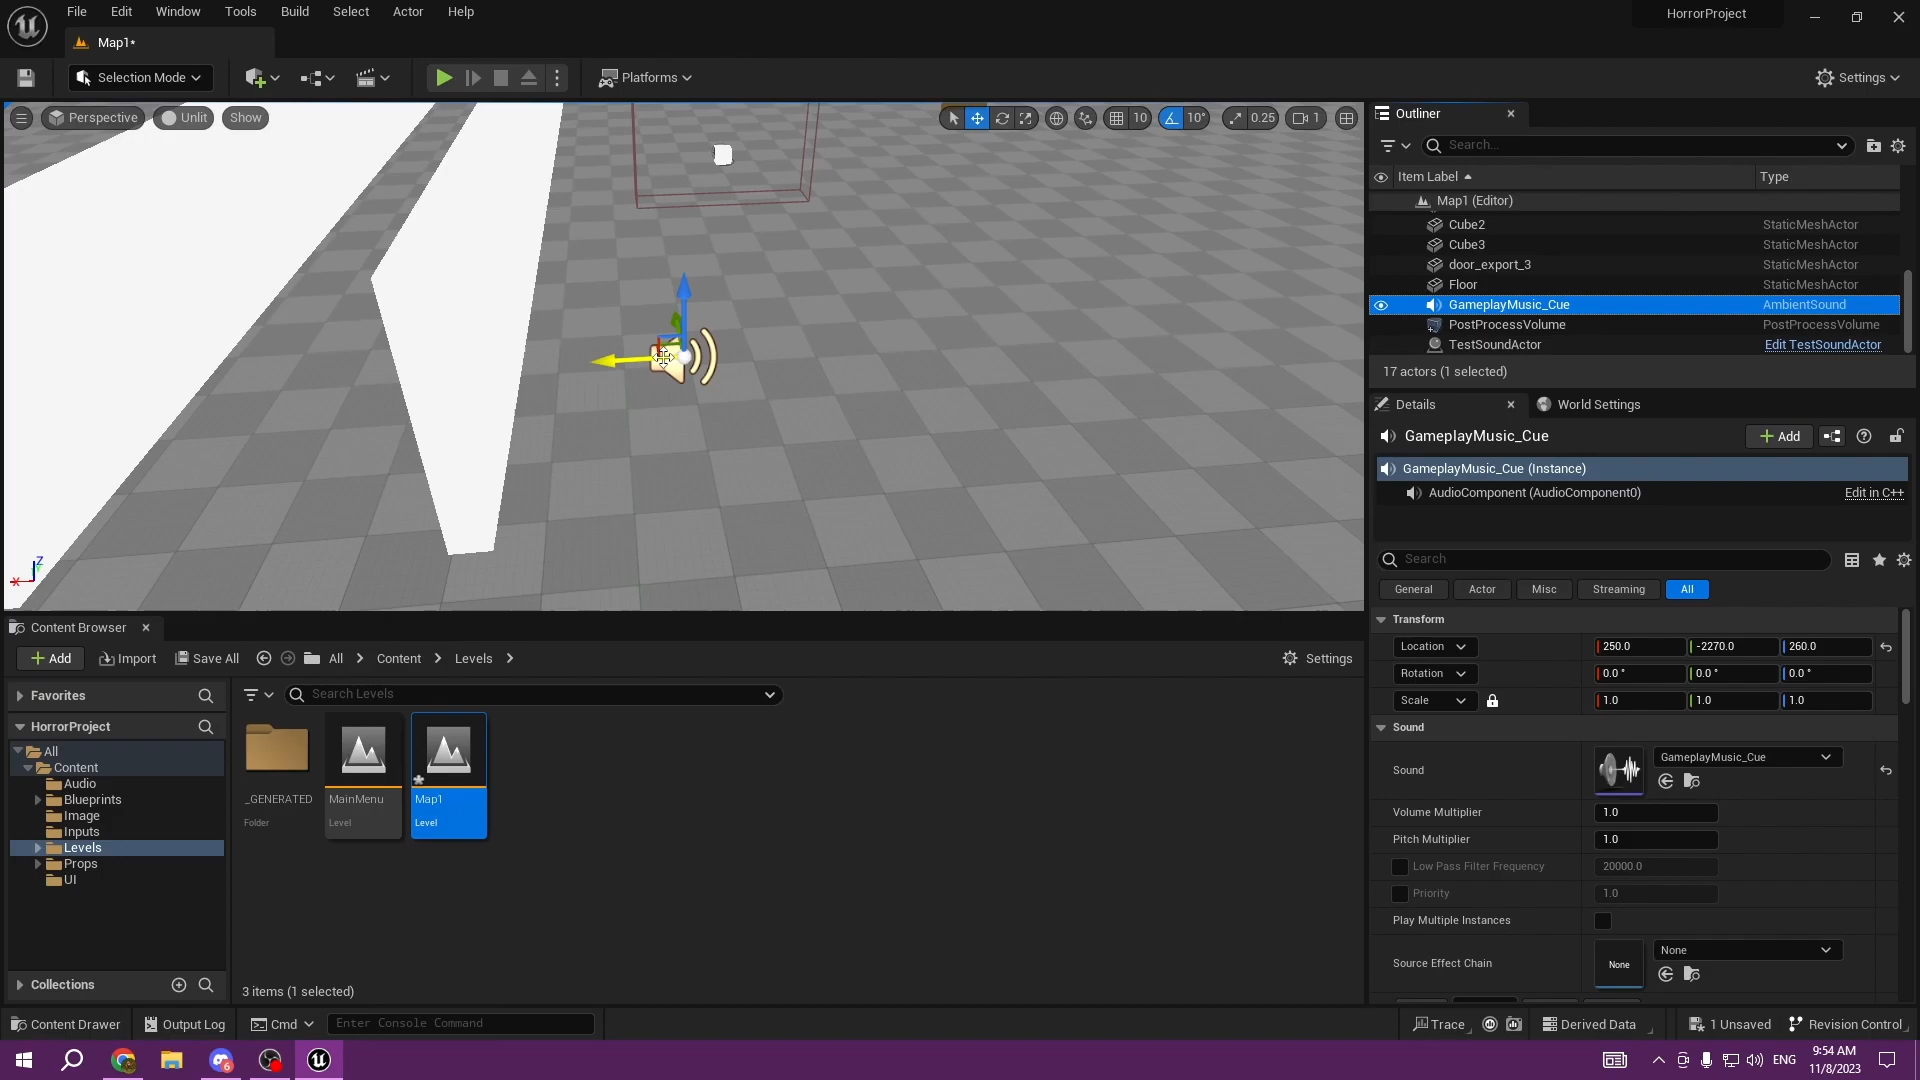 File Edit Window Tools Build Select Actor Help
HorrorProject
Map1*
Selection Mode
Platforms
Settings
Perspective Unlit Show
10 10° 0.25 1
Outliner
Search...
Item Label Type
Map1 (Editor)
Cube2 StaticMeshActor
Cube3 StaticMeshActor
door_export_3 StaticMeshActor
Floor StaticMeshActor
GameplayMusic_Cue AmbientSound
PostProcessVolume PostProcessVolume
TestSoundActor Edit TestSoundActor
17 actors (1 selected)
Details World Settings
GameplayMusic_Cue Add
GameplayMusic_Cue (Instance)
AudioComponent (AudioComponent0) Edit in C++
Search
General Actor Misc Streaming All
Transform
Location 250.0 -2270.0 260.0
Rotation 0.0 ° 0.0 ° 0.0 °
Scale 1.0 1.0 1.0
Sound
Sound GameplayMusic_Cue
Volume Multiplier 1.0
Pitch Multiplier 1.0
Low Pass Filter Frequency 20000.0
Priority 1.0
Play Multiple Instances
Source Effect Chain None None
Z
X
Content Browser
Add Import Save All All Content Levels Settings
Favorites
Search Levels
HorrorProject
All
Content
Audio
Blueprints
Image
Inputs
Levels
Props
UI
Collections
_GENERATED
Folder
MainMenu
Level
Map1
Level
3 items (1 selected)
Content Drawer Output Log Cmd Enter Console Command Trace Derived Data 1 Unsaved Revision Control
6
ENG
9:54 AM
11/8/2023